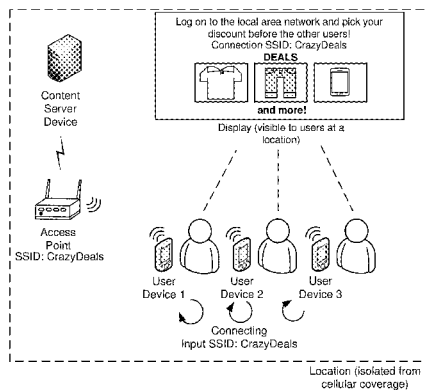 Log on to the local area network and pick your
discount before the other users!
Connection SSID: CrazyDeals
DEALS
and more!
Display (visible to users at a
location)
Content
Server
Device
Access
Point
SSID: CrazyDeals
User
Device 1
User
Device 2
User
Device 3
Connecting
Input SSID: CrazyDeals
Location (isolated from
cellular coverage)